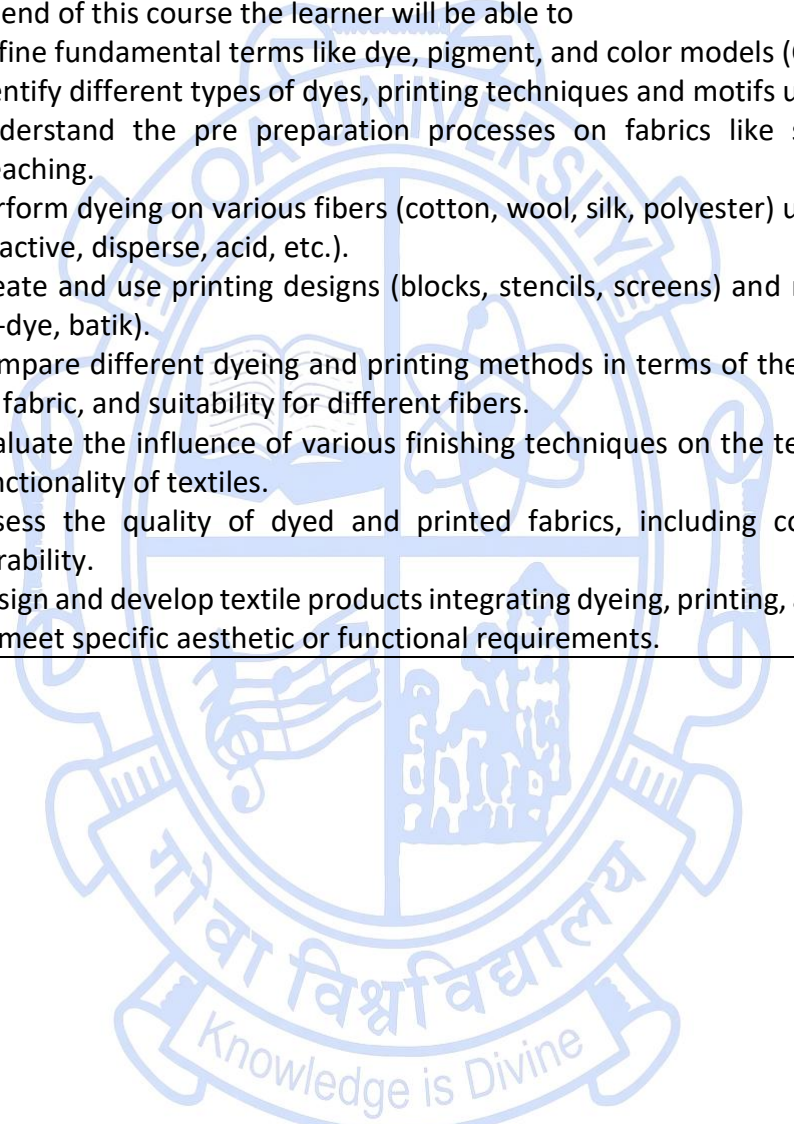 end of this course the learner will be able to
fine fundamental terms like dye, pigment, and color models (
entify different types of dyes, printing techniques and motifs u
derstand the pre preparation processes on fabrics like s
eaching.
rform dyeing on various fibers (cotton, wool, silk, polyester) u
active, disperse, acid, etc.).
eate and use printing designs (blocks, stencils, screens) and r
-dye, batik).
mpare different dyeing and printing methods in terms of the
fabric, and suitability for different fibers.
aluate the influence of various finishing techniques on the te
nctionality of textiles.
sess the quality of dyed and printed fabrics, including co
rability.
sign and develop textile products integrating dyeing, printing,
meet specific aesthetic or functional requirements.
GOA UNIVERSITY
गोंवा विश्वविद्यालय
Knowledge is Divine